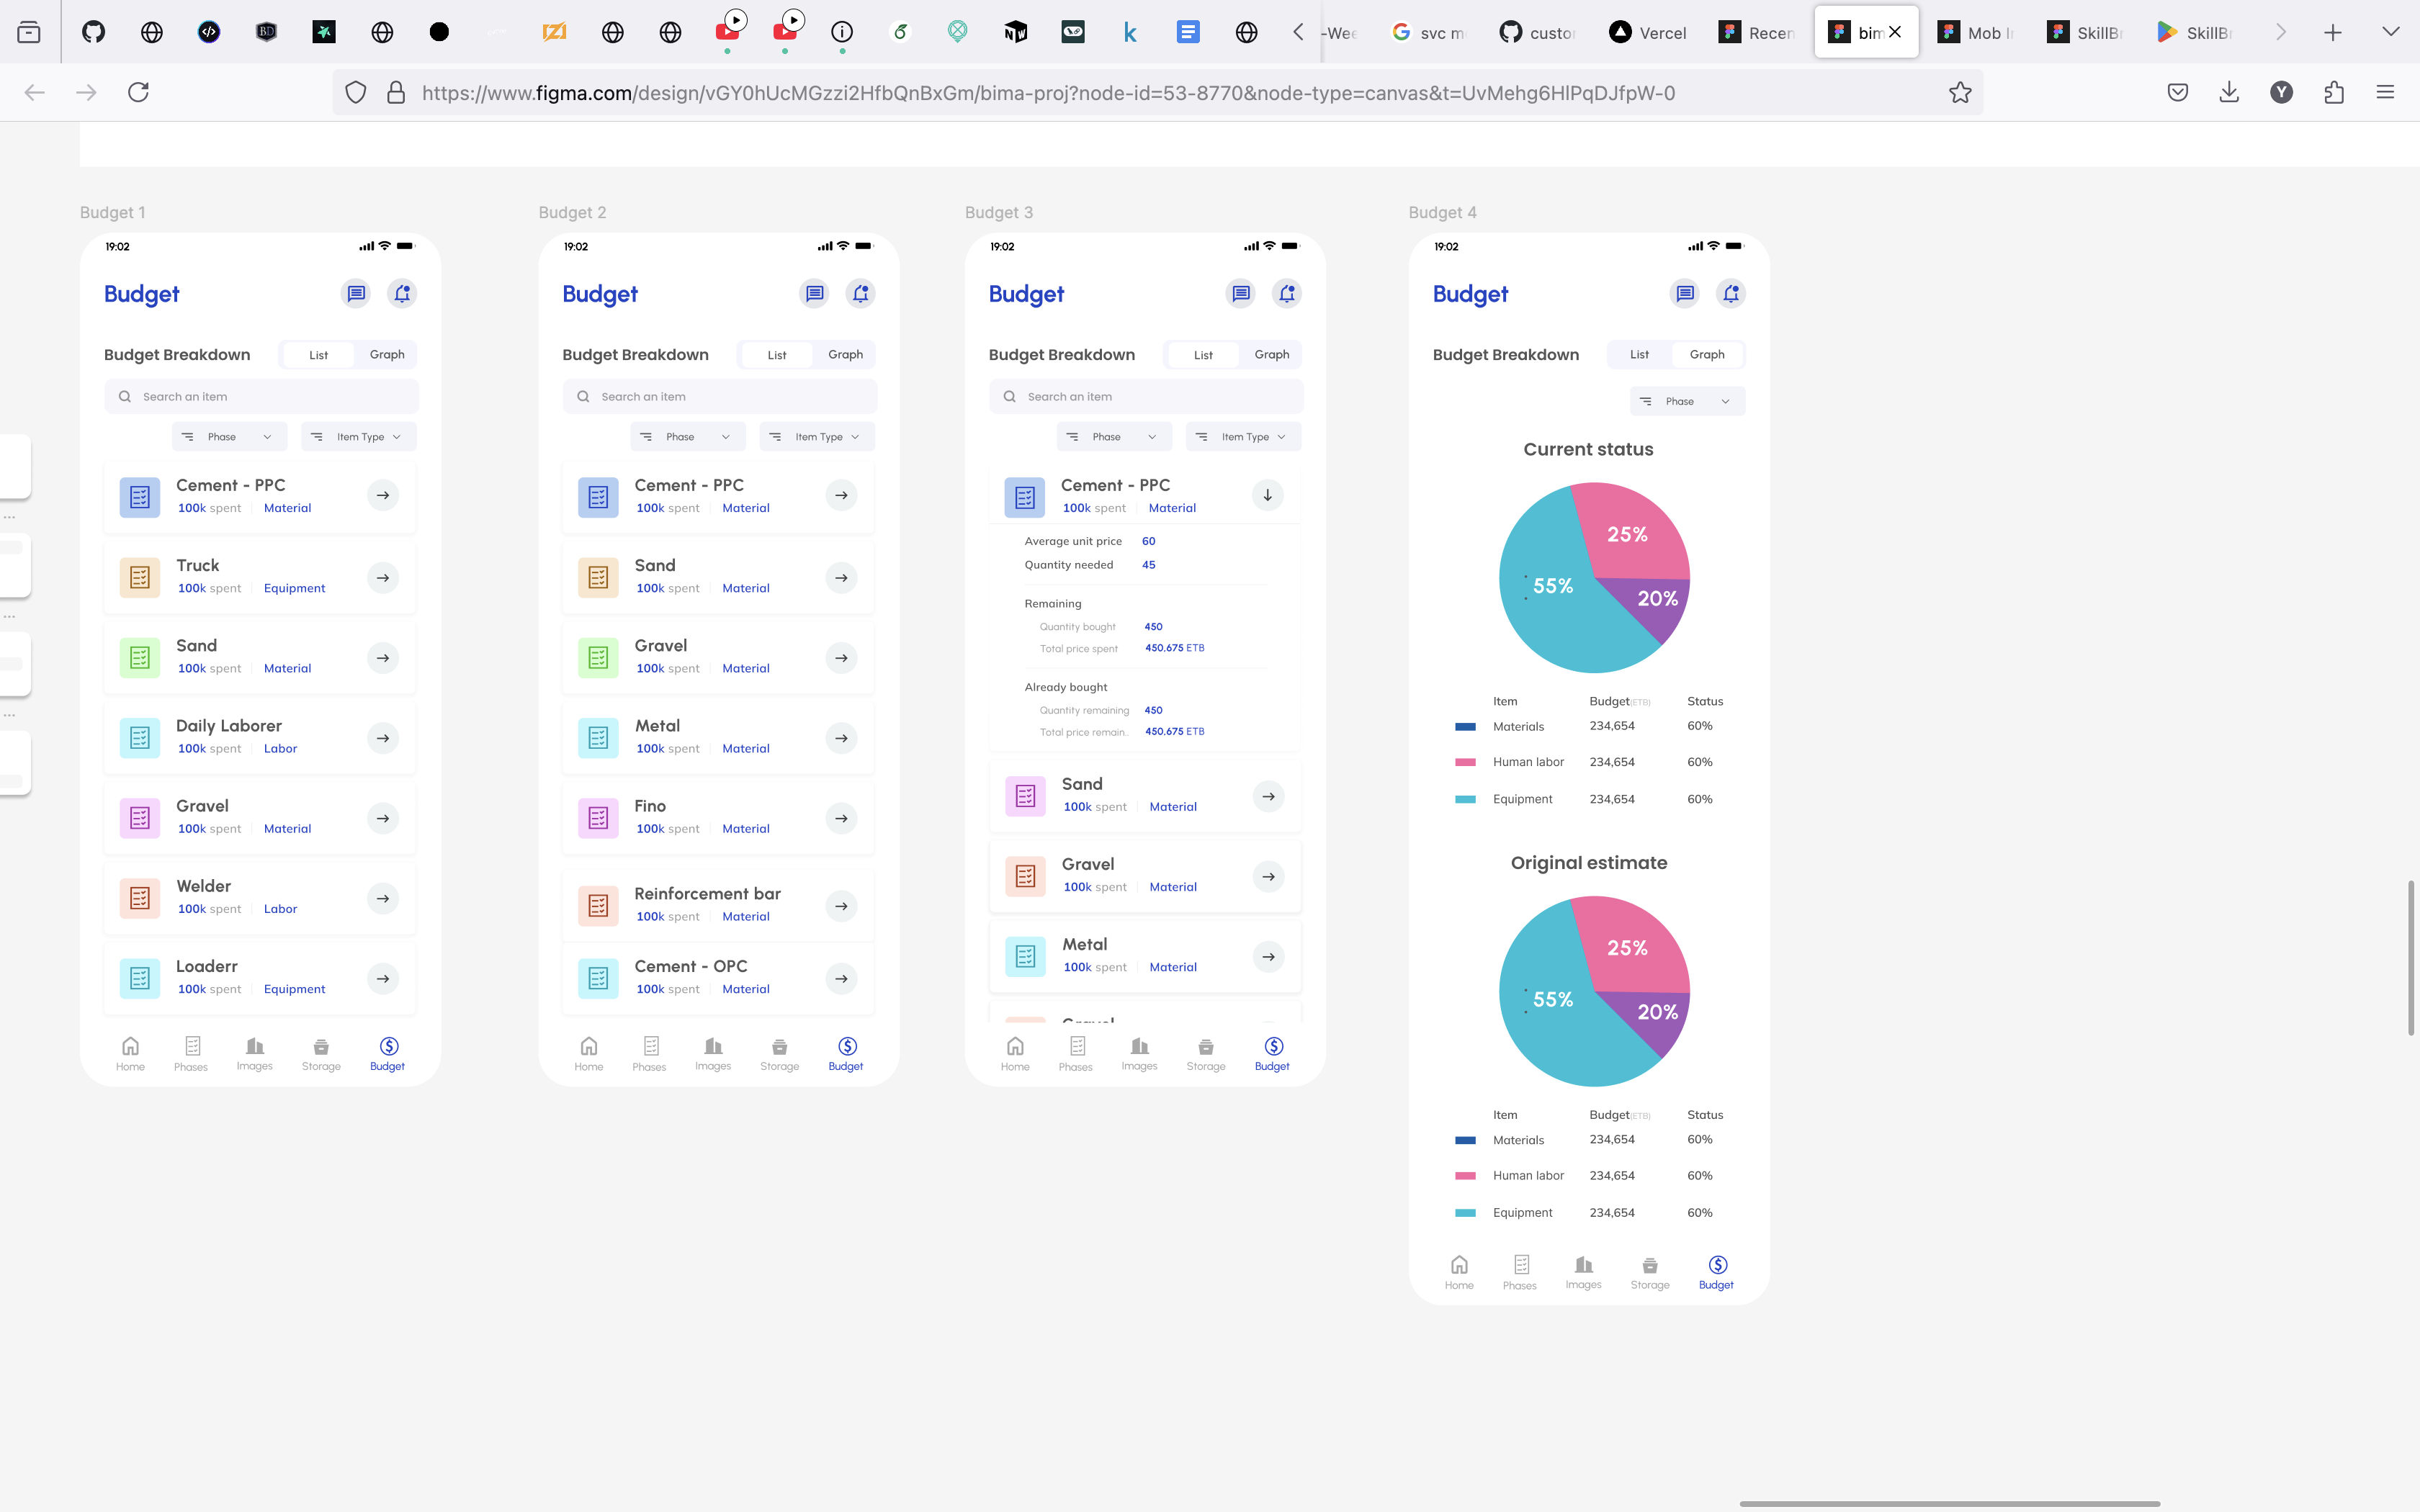 -Wee
svc m
custor
Vercel
Recen
bim
Mob I
SkillB
SkillB
https://www.figma.com/design/vGY0hUcMGzzi2HfbQnBxGm/bima-proj?node-id=53-8770&node-type=canvas&t=UvMehg6HlPqDJfpW-0
Y
Budget 1
19:02
Budget
Budget Breakdown
List
Graph
Search an item
Phase
Item Type
Cement - PPC
100k spent
Material
Truck
100k spent
Equipment
Sand
100k spent
Material
Daily Laborer
100k spent
Labor
Gravel
100k spent
Material
Welder
100k spent
Labor
Loaderr
100k spent
Equipment
Home
Phases
Images
Storage
Budget
Budget 2
19:02
Budget
Budget Breakdown
List
Graph
Search an item
Phase
Item Type
Cement - PPC
100k spent
Material
Sand
100k spent
Material
Gravel
100k spent
Material
Metal
100k spent
Material
Fino
100k spent
Material
Reinforcement bar
100k spent
Material
Cement - OPC
100k spent
Material
Home
Phases
Images
Storage
Budget
Budget 3
19:02
Budget
Budget Breakdown
List
Graph
Search an item
Phase
Item Type
Cement - PPC
100k spent
Material
Average unit price 60
Quantity needed 45
Remaining
Quantity bought 450
Total price spent 450,675 ETB
Already bought
Quantity remaining 450
Total price remain.. 450,675 ETB
Sand
100k spent
Material
Gravel
100k spent
Material
Metal
100k spent
Material
Gravel
Home
Phases
Images
Storage
Budget
Budget 4
19:02
Budget
Budget Breakdown
List
Graph
Phase
Current status
25%
55%
20%
Item Budget(ETB) Status
Materials 234,654 60%
Human labor 234,654 60%
Equipment 234,654 60%
Original estimate
25%
55%
20%
Item Budget(ETB) Status
Materials 234,654 60%
Human labor 234,654 60%
Equipment 234,654 60%
Home
Phases
Images
Storage
Budget